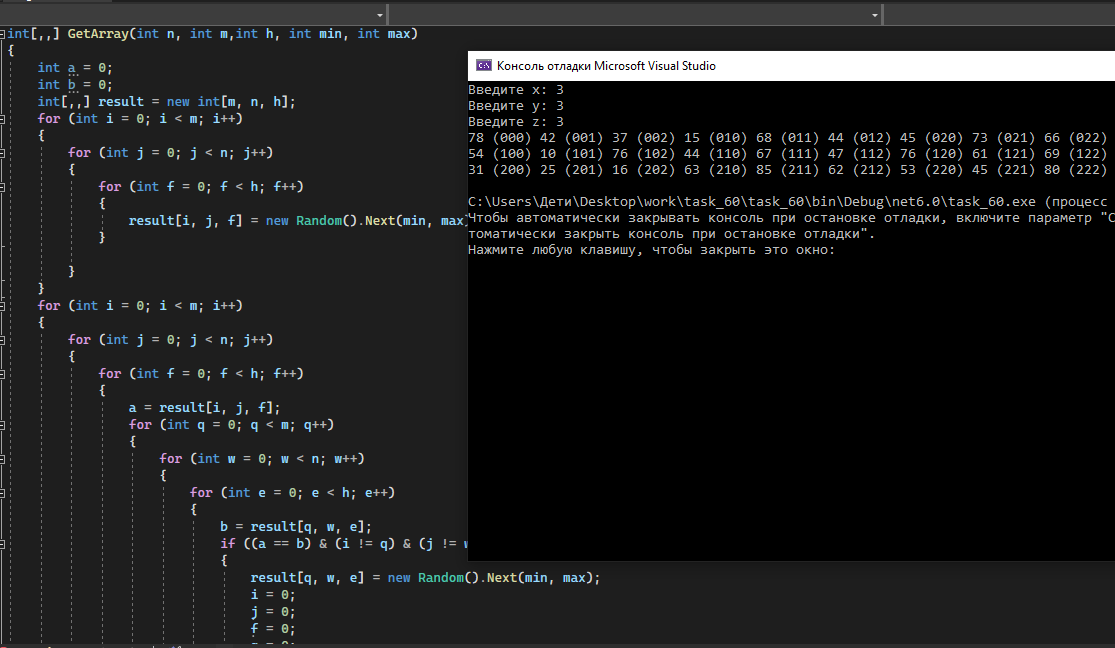 int[,,] GetArray(int n, int m,int h, int min, int max)
{
int a = 0;
int b = 0;
int[,,] result = new int[m, n, h];
for (int i = 0; i < m; i++)
{
for (int j = 0; j < n; j++)
{
for (int f = 0; f < h; f++)
{
result[i, j, f] = new Random().Next(min, max
}
}
}
for (int i = 0; i < m; i++)
{
for (int j = 0; j < n; j++)
{
for (int f = 0; f < h; f++)
{
a = result[i, j, f];
for (int q = 0; q < m; q++)
{
for (int w = 0; w < n; w++)
{
for (int e = 0; e < h; e++)
{
b = result[q, w, e];
if ((a == b) & (i != q) & (j !=
{
result[q, w, e] = new Random().Next(min, max);
i = 0;
j = 0;
f = 0;
Консоль отладки Microsoft Visual Studio
Введите x: 3
Введите y: 3
Введите z: 3
78 (000) 42 (001) 37 (002) 15 (010) 68 (011) 44 (012) 45 (020) 73 (021) 66 (022)
54 (100) 10 (101) 76 (102) 44 (110) 67 (111) 47 (112) 76 (120) 61 (121) 69 (122)
31 (200) 25 (201) 16 (202) 63 (210) 85 (211) 62 (212) 53 (220) 45 (221) 80 (222)
C:\Users\Дети\Desktop\work\task_60\task_60\bin\Debug\net6.0\task_60.exe (процесс
Чтобы автоматически закрывать консоль при остановке отладки, включите параметр "С
томатически закрыть консоль при остановке отладки".
Нажмите любую клавишу, чтобы закрыть это окно: